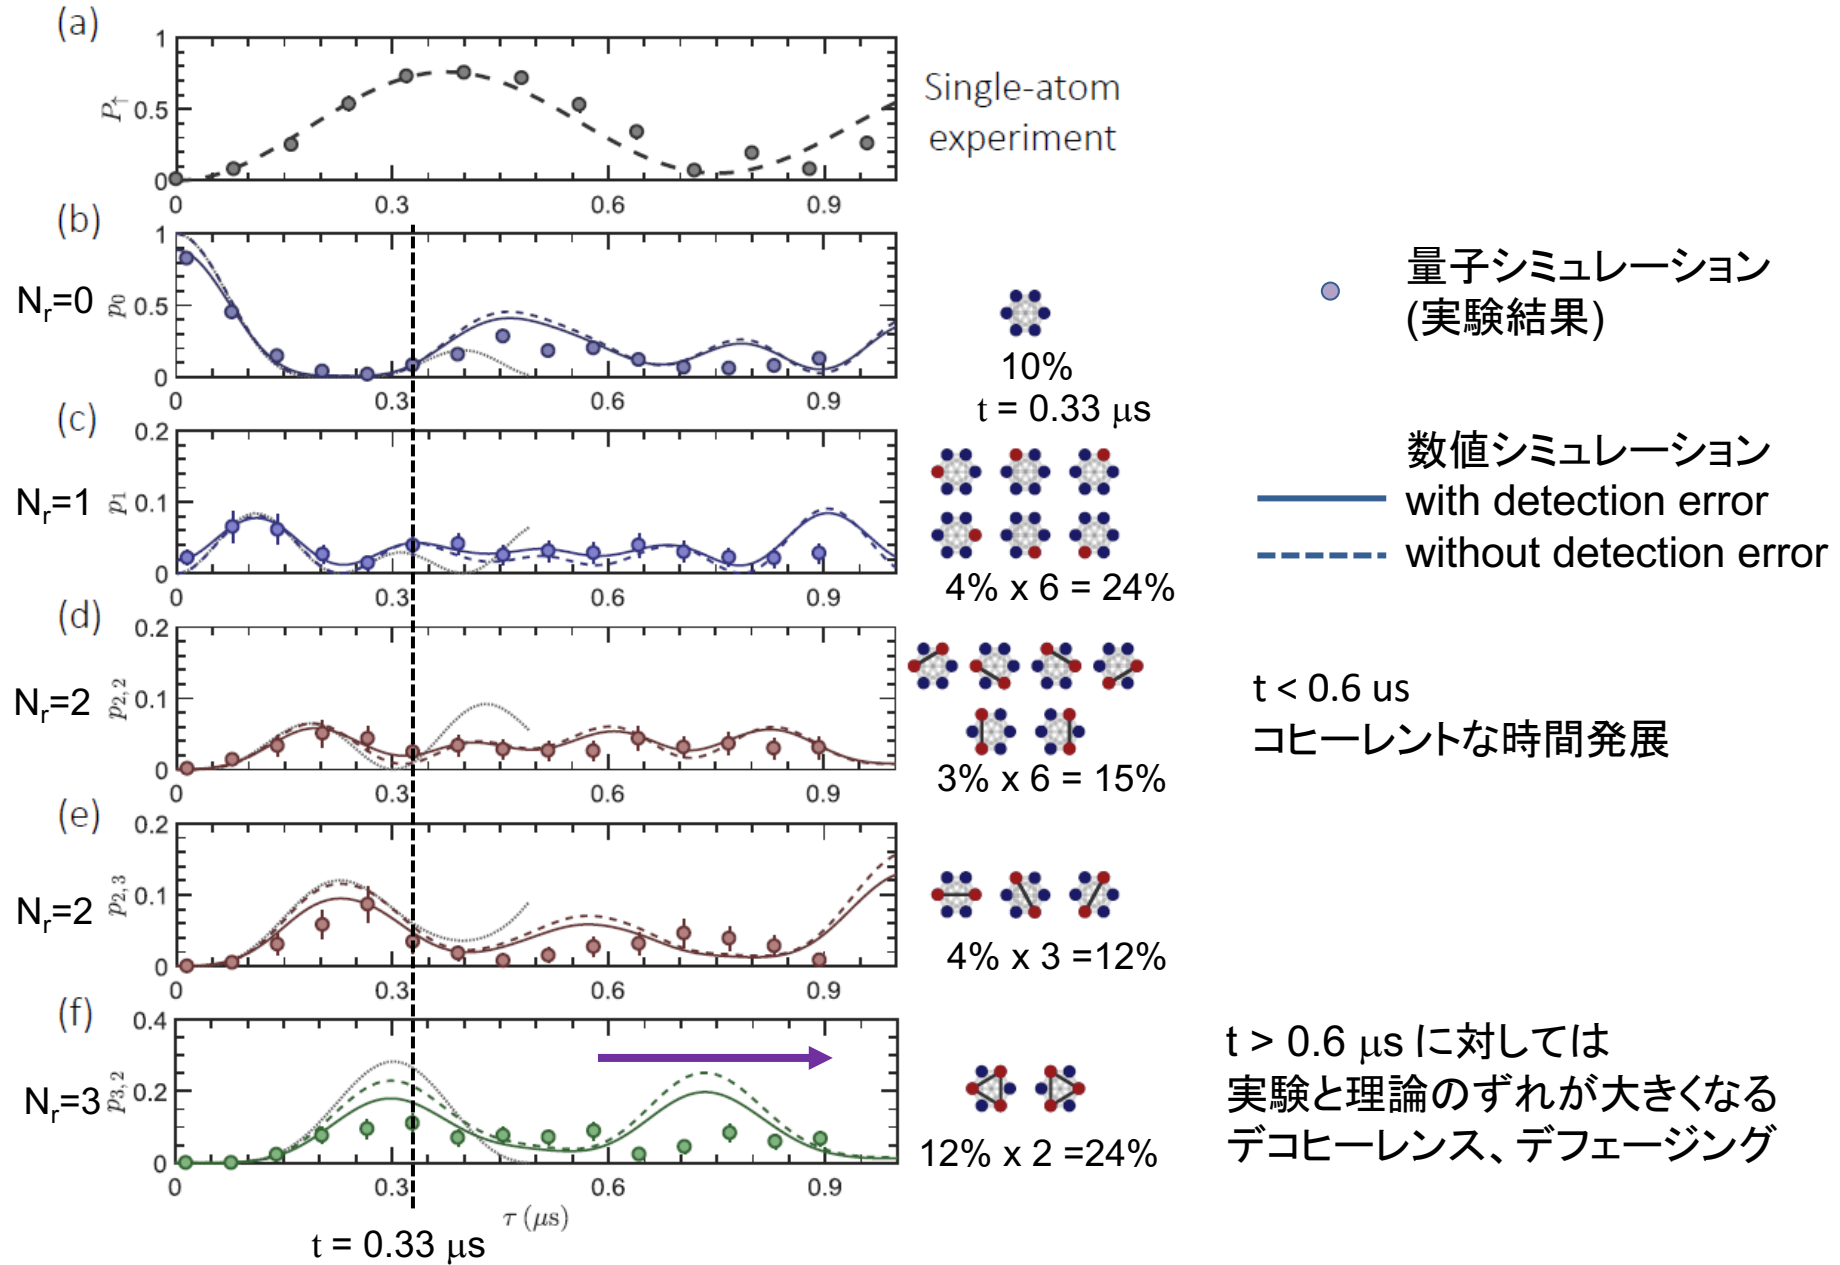 (a)
1
0.5
0
P↑
0
0.3
0.6
0.9
Single-atom
experiment
(b)
Nr=0
1
0.5
0
p0
0
0.3
0.6
0.9
10%
t = 0.33 μs
(c)
Nr=1
0.2
0.1
0
p1
0
0.3
0.6
0.9
4% x 6 = 24%
(d)
Nr=2
0.2
0.1
0
p2,2
0
0.3
0.6
0.9
3% x 6 = 15%
(e)
Nr=2
0.2
0.1
0
p2,3
0
0.3
0.6
0.9
4% x 3 =12%
(f)
Nr=3
0.4
0.2
0
p3,2
0
0.3
0.6
0.9
12% x 2 =24%
τ (μs)
t = 0.33 μs
量子シミュレーション
(実験結果)
数値シミュレーション
with detection error
without detection error
t < 0.6 us
コヒーレントな時間発展
t > 0.6 μs に対しては
実験と理論のずれが大きくなる
デコヒーレンス、デフェージング